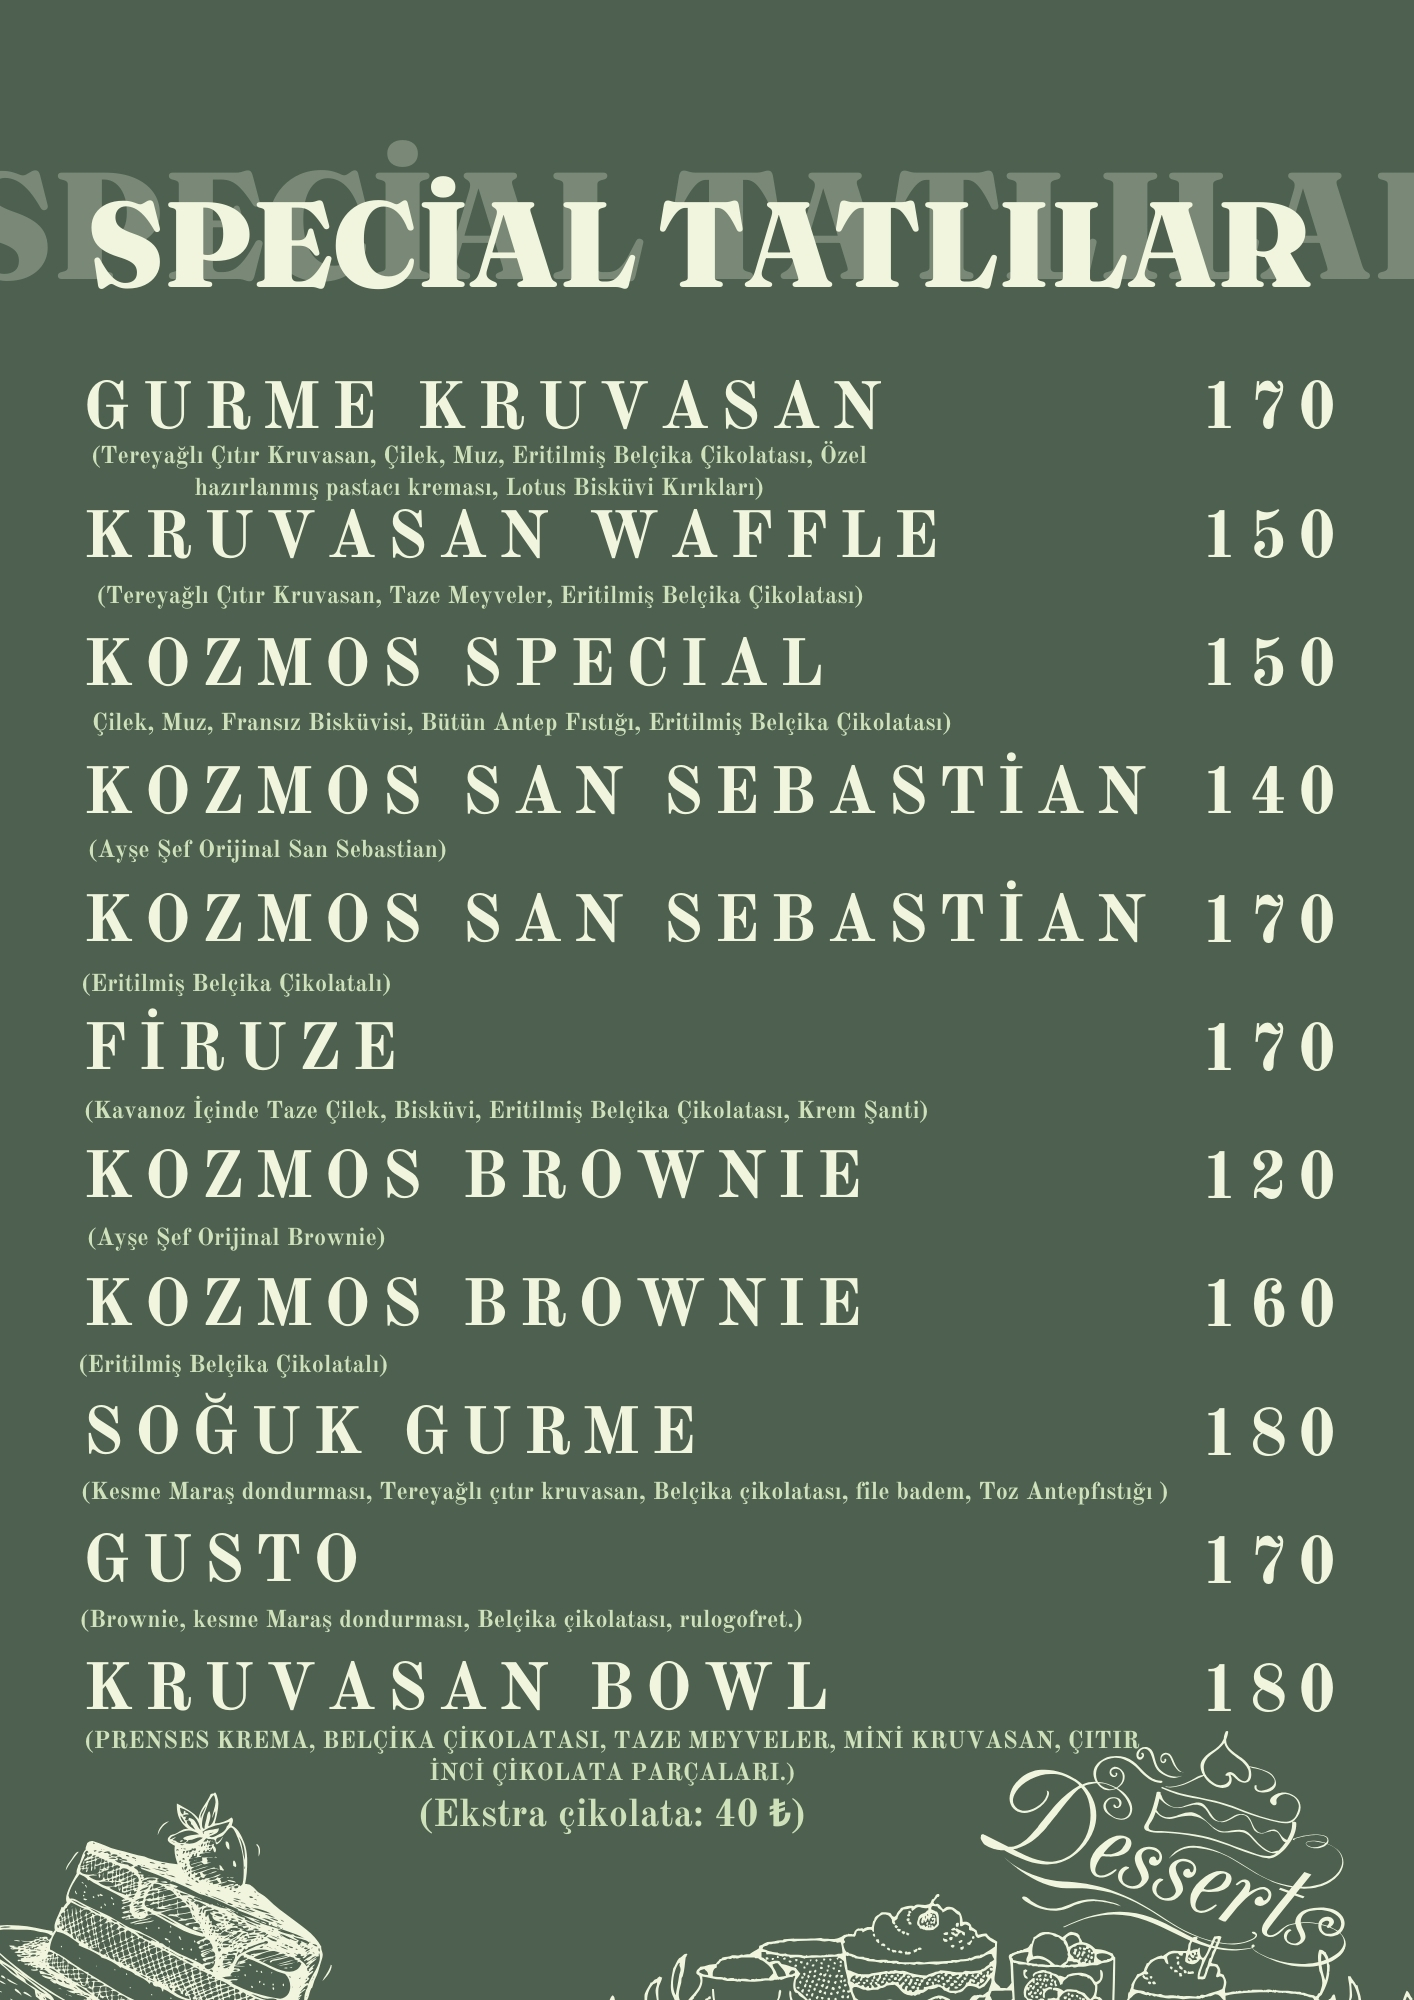 SPECİAL TATLILAR
GURME KRUVASAN 170
(Tereyağlı Çıtır Kruvasan, Çilek, Muz, Eritilmiş Belçika Çikolatası, Özel
hazırlanmış pastacı kreması, Lotus Bisküvi Kırıkları)
KRUVASAN WAFFLE 150
(Tereyağlı Çıtır Kruvasan, Taze Meyveler, Eritilmiş Belçika Çikolatası)
KOZMOS SPECIAL 150
Çilek, Muz, Fransız Bisküvisi, Bütün Antep Fıstığı, Eritilmiş Belçika Çikolatası)
KOZMOS SAN SEBASTİAN 140
(Ayşe Şef Orijinal San Sebastian)
KOZMOS SAN SEBASTİAN 170
(Eritilmiş Belçika Çikolatalı)
FİRUZE 170
(Kavanoz İçinde Taze Çilek, Bisküvi, Eritilmiş Belçika Çikolatası, Krem Şanti)
KOZMOS BROWNIE 120
(Ayşe Şef Orijinal Brownie)
KOZMOS BROWNIE 160
(Eritilmiş Belçika Çikolatalı)
SOĞUK GURME 180
(Kesme Maraş dondurması, Tereyağlı çıtır kruvasan, Belçika çikolatası, file badem, Toz Antepfıstığı )
GUSTO 170
(Brownie, kesme Maraş dondurması, Belçika çikolatası, rulogofret.)
KRUVASAN BOWL 180
(PRENSES KREMA, BELÇİKA ÇİKOLATASI, TAZE MEYVELER, MİNİ KRUVASAN, ÇITIR
İNCİ ÇİKOLATA PARÇALARI.)
(Ekstra çikolata: 40 ₺)
Desserts